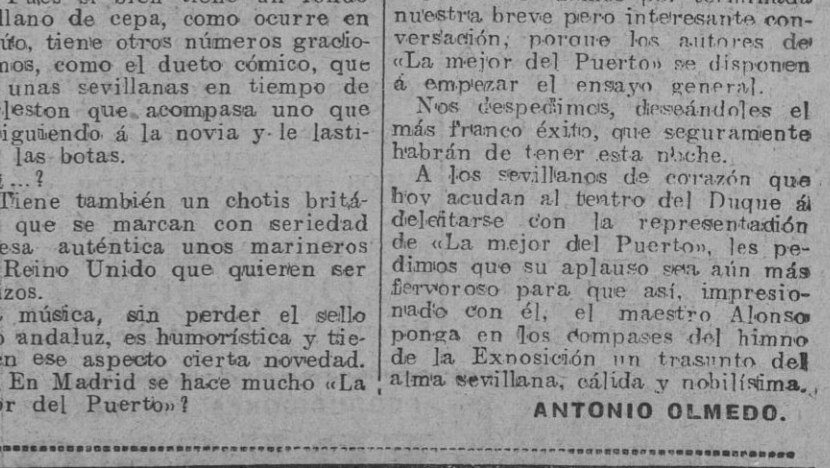 llano de cepa, como ocurre en
tiene otros números gracio-
mos, como el dueto cómico, que
unas sevillanas en tiempo de
leston que acompasa uno que
iguiendo á la novia y le lasti-
las botas.
...?
Tiene también un chotis britá-
que se marcan con seriedad
esa auténtica unos marineros
Reino Unido que quieren ser
zos.
música, sin perder el sello
andaluz, es humorística y tie-
en ese aspecto cierta novedad.
En Madrid se hace mucho «La
or del Puerto»?
nuestra breve pero interesante con-
versación, porque los autores de
«La mejor del Puerto» se disponen
á empezar el ensayo general.
Nos despedimos, deseándoles el
más franco éxito, que seguramente
habrán de tener esta noche.
A los sevillanos de corazón que
hoy acudan al teatro del Duque á
deleitarse con la representación
de «La mejor del Puerto», les pe-
dimos que su aplauso sea aún más
fervoroso para que así, impresio-
nado con él, el maestro Alonso
ponga en los compases del himno
de la Exposición un trasunto del
alma sevillana, cálida y nobilísima.
ANTONIO OLMEDO.